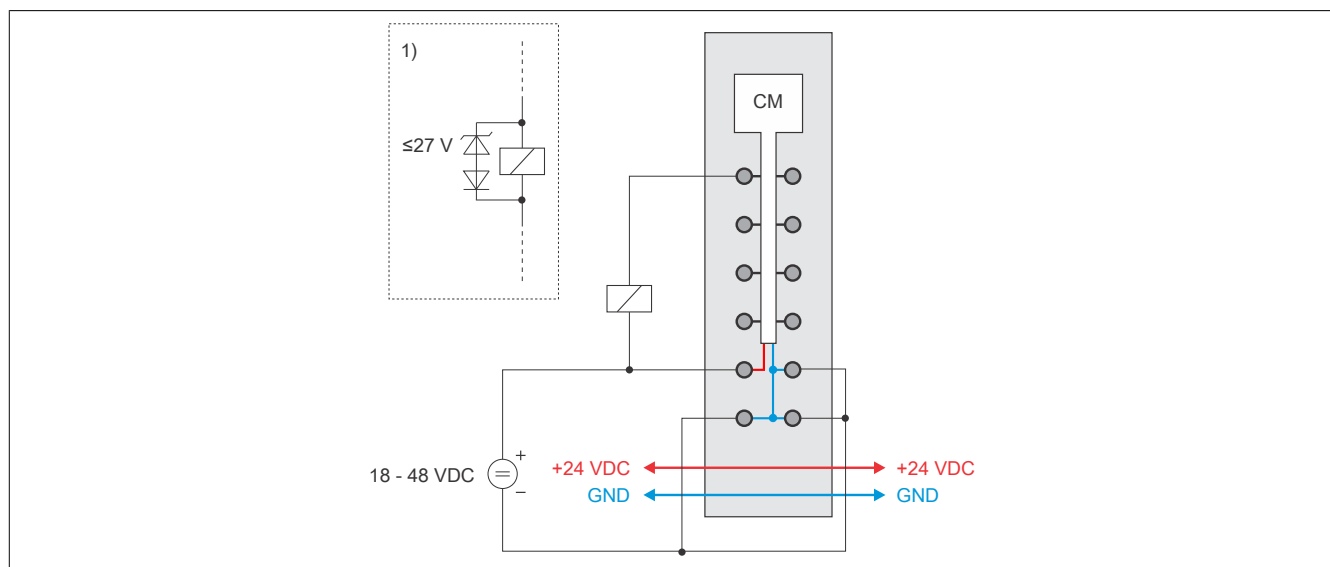 1)
CM
≤27 V
+
18 - 48 VDC
–
+24 VDC
+24 VDC
GND
GND